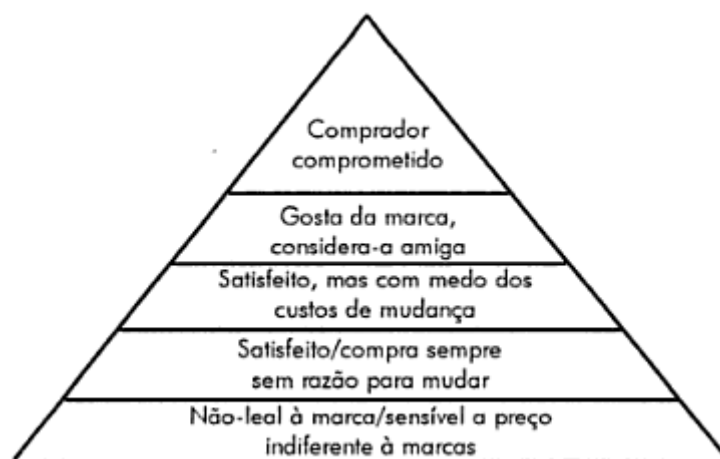 Comprador
comprometido
Gosta da marca,
considera-a amiga
Satisfeito, mas com medo dos
custos de mudança
Satisfeito/compra sempre
sem razão para mudar
Não-leal à marca/sensível a preço
indiferente à marcas